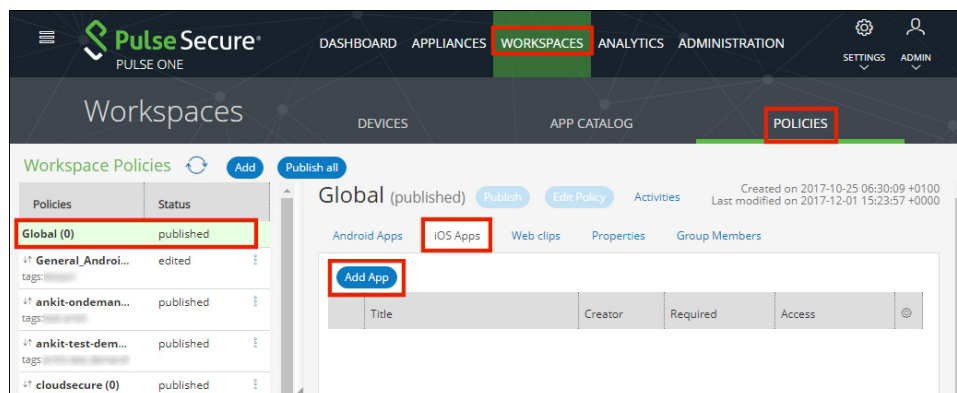 Pulse Secure®
PULSE ONE
DASHBOARD APPLIANCES WORKSPACES ANALYTICS ADMINISTRATION
SETTINGS ADMIN
Workspaces
DEVICES APP CATALOG POLICIES
Workspace Policies Add Publish all
Policies Status
Global (0) published
General_Androi... edited
tags:
ankit-ondeman... published
tags:
ankit-test-dem... published
tags:
cloudsecure (0) published
Global (published) Publish Edit Policy Activities
Created on 2017-10-25 06:30:09 +0100
Last modified on 2017-12-01 15:23:57 +0000
Android Apps iOS Apps Web clips Properties Group Members
Add App
Title Creator Required Access